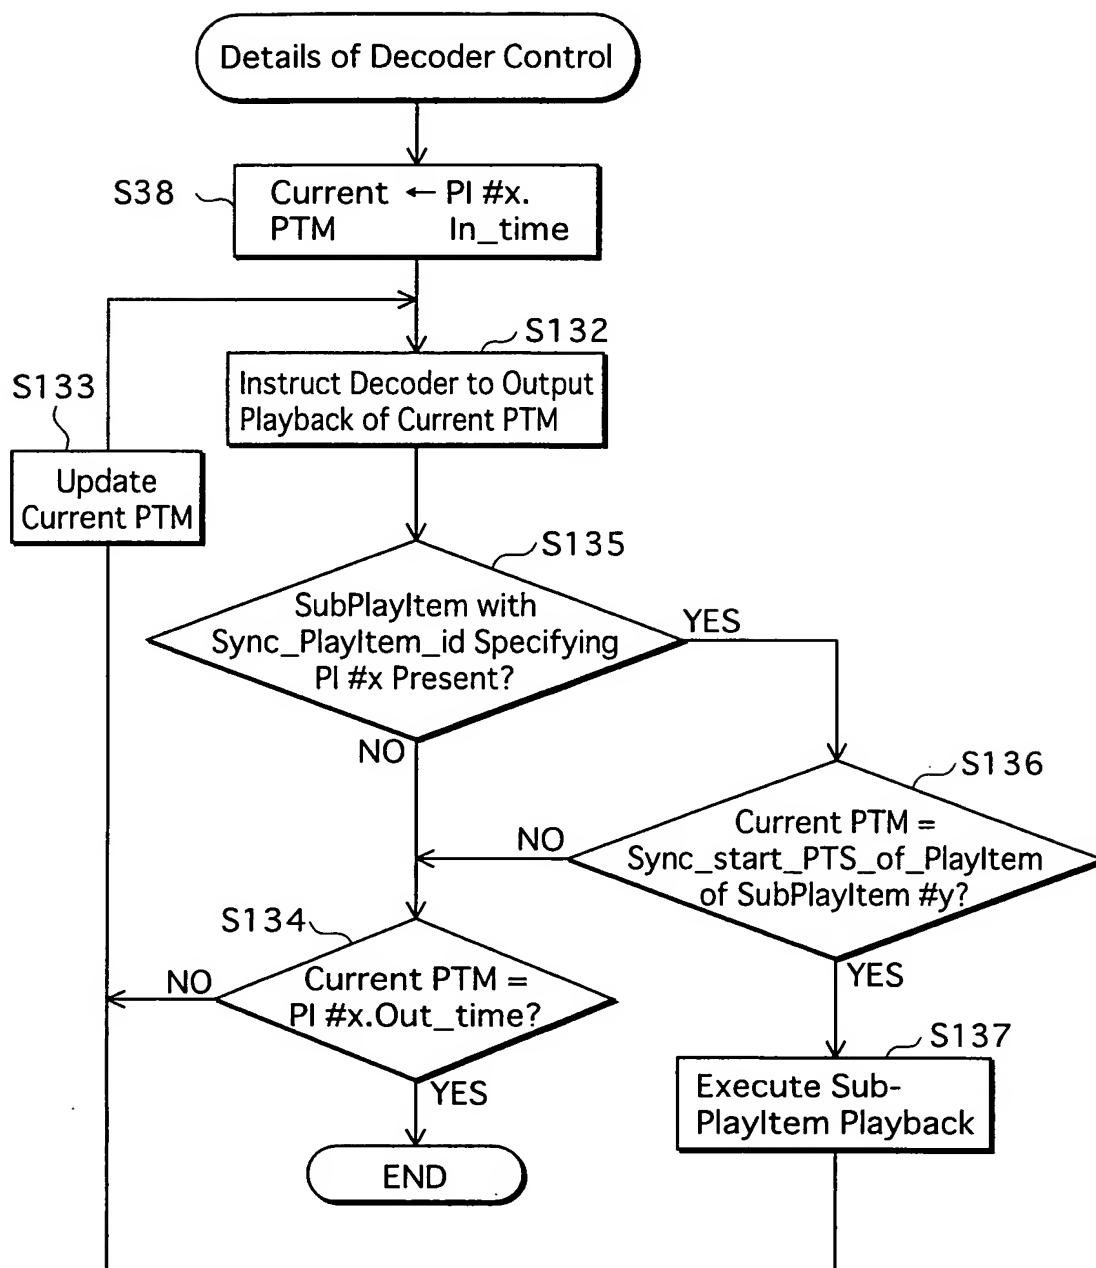 Details of Decoder Control
S38
Current ← PI #x.
PTM In_time
S132
Instruct Decoder to Output
Playback of Current PTM
S133
Update
Current PTM
S135
SubPlayItem with
Sync_PlayItem_id Specifying
PI #x Present?
YES
NO
S136
Current PTM =
Sync_start_PTS_of_PlayItem
of SubPlayItem #y?
NO
YES
S134
Current PTM =
PI #x.Out_time?
NO
YES
S137
Execute Sub-
PlayItem Playback
END